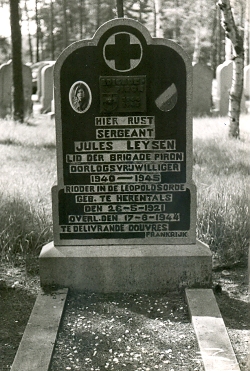 HIER RUST
SERGEANT
JULES LEYSEN
LID DER BRIGADE PIRON
OORLOGSVRIJWILLIGER
1940 — 1945
RIDDER IN DE LEOPOLDSORDE
GEB. TE HERENTALS
DEN 26-5-1921
OVERL. DEN 17-8-1944
TE DELIVRANDE DOUVRES
FRANKRIJK